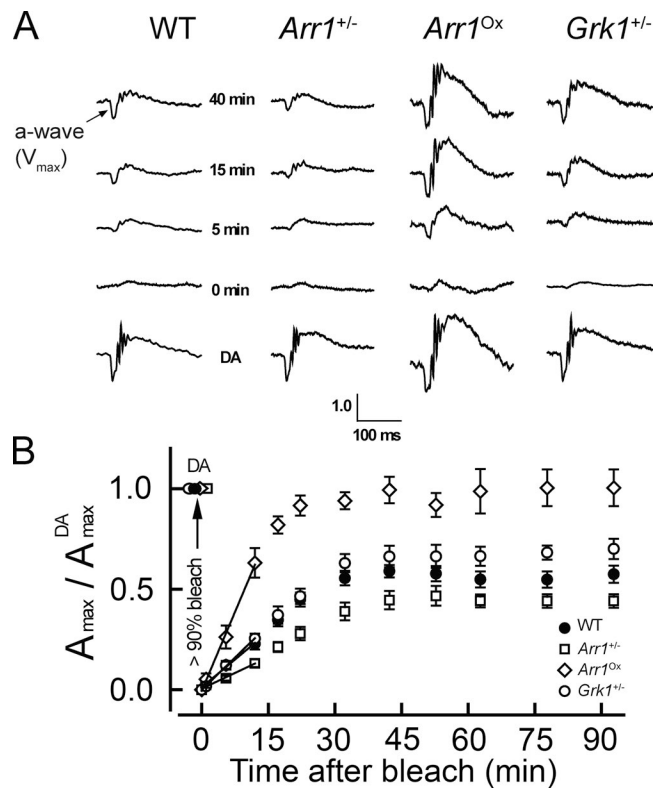 A WT Arr1+/- Arr1Ox Grk1+/-
40 min
a-wave
(Vmax)
15 min
5 min
0 min
DA
1.0
100 ms
B
DA
1.0
> 90% bleach
0.5
0.0
Amax / ADAmax
WT
Arr1+/-
Arr1Ox
Grk1+/-
0 15 30 45 60 75 90
Time after bleach (min)